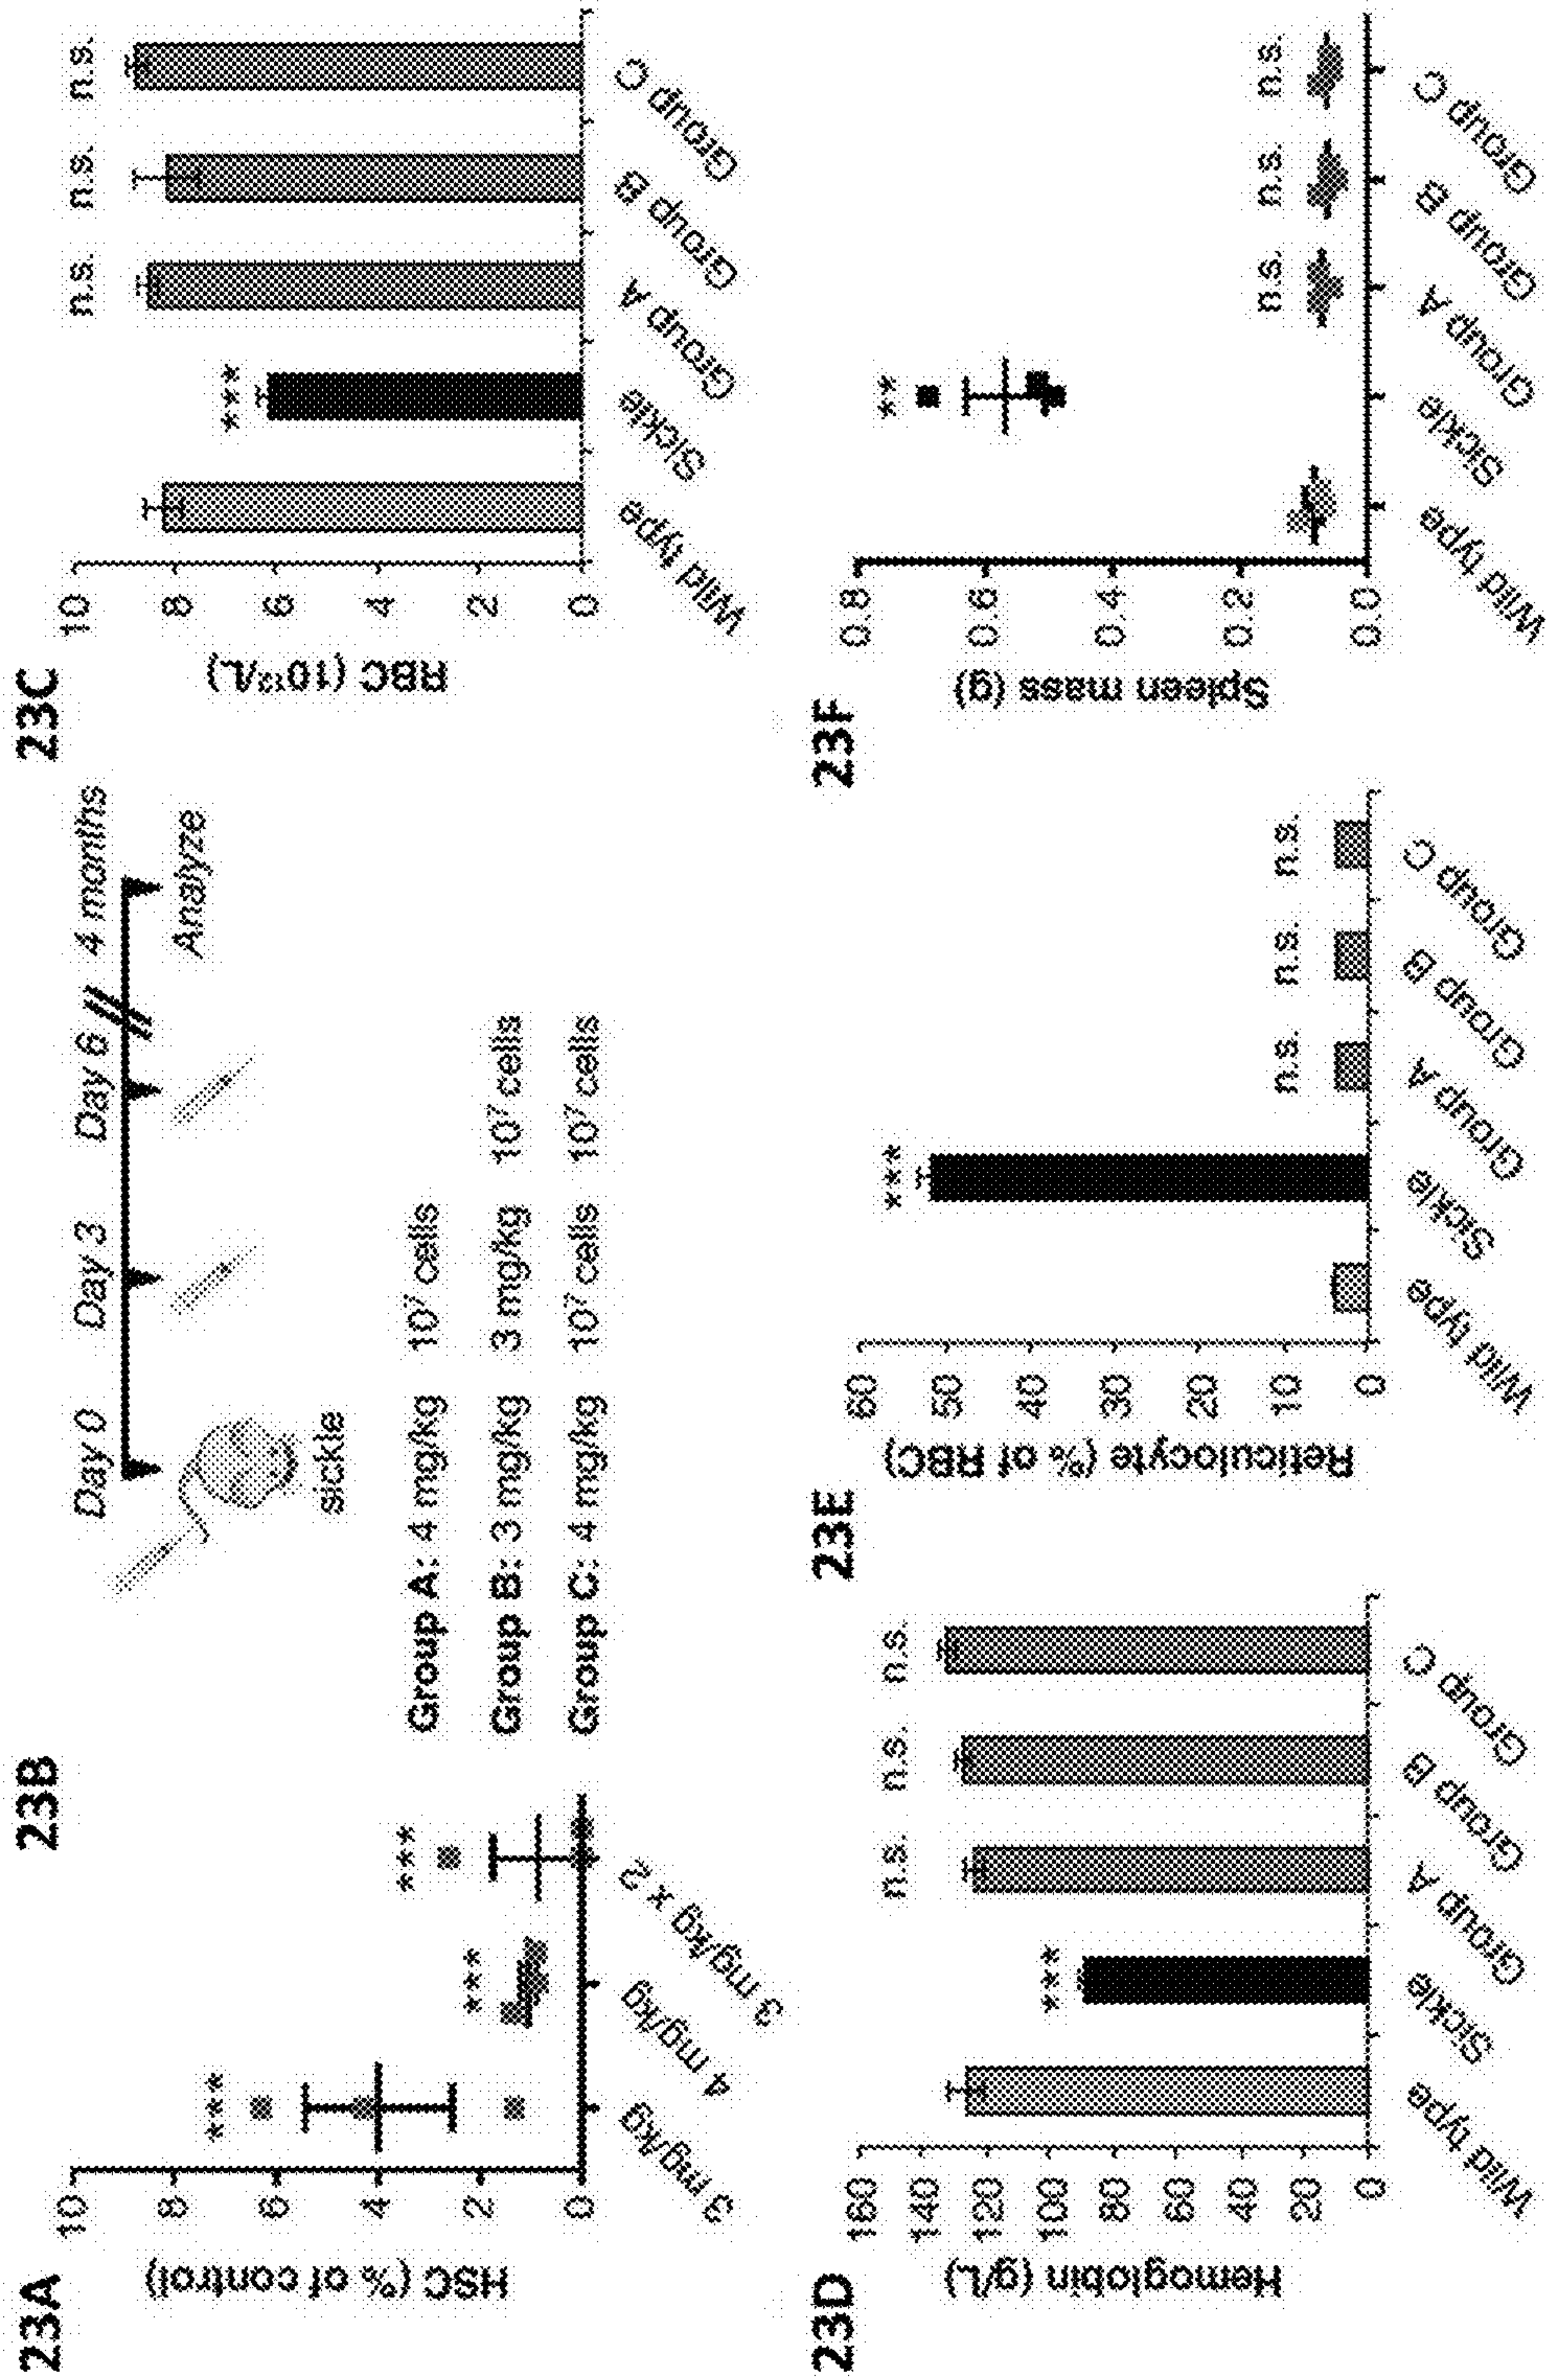 23A
HSC (% of control)
10
8
6
4
2
0
***
***
***
3 mg/kg
4 mg/kg
3 mg/kg x 2
23B
Day 0 Day 3 Day 6 4 months
Analyze
sickle
Group A: 4 mg/kg 10⁷ cells
Group B: 3 mg/kg 3 mg/kg 10⁷ cells
Group C: 4 mg/kg 10⁷ cells 10⁷ cells
23C
RBC (10¹²/L)
10
8
6
4
2
0
***
n.s.
n.s.
n.s.
Wild type
Sickle
Group A
Group B
Group C
23D
Hemoglobin (g/L)
160
140
120
100
80
60
40
20
0
***
n.s.
n.s.
n.s.
Wild type
Sickle
Group A
Group B
Group C
23E
Reticulocyte (% of RBC)
60
50
40
30
20
10
0
***
n.s.
n.s.
n.s.
Wild type
Sickle
Group A
Group B
Group C
23F
Spleen mass (g)
0.8
0.6
0.4
0.2
0.0
**
n.s.
n.s.
n.s.
Wild type
Sickle
Group A
Group B
Group C